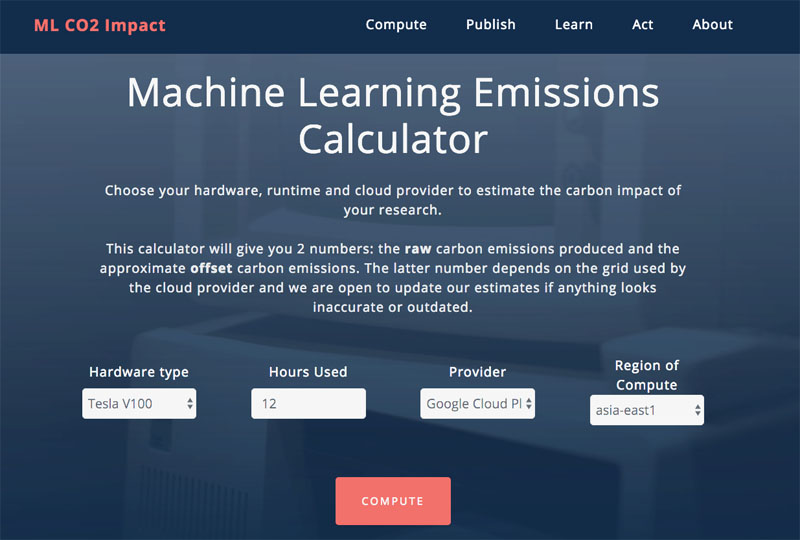 ML CO2 Impact
Compute Publish Learn Act About
Machine Learning Emissions
Calculator
Choose your hardware, runtime and cloud provider to estimate the carbon impact of
your research.
This calculator will give you 2 numbers: the raw carbon emissions produced and the
approximate offset carbon emissions. The latter number depends on the grid used by
the cloud provider and we are open to update our estimates if anything looks
inaccurate or outdated.
Hardware type
Tesla V100
Hours Used
12
Provider
Google Cloud Pl
Region of
Compute
asia-east1
COMPUTE